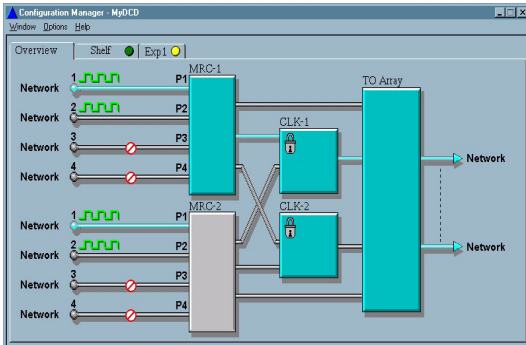 Configuration Manager - MyDCD
Window Options Help
Overview Shelf Exp1
MRC-1
TO Array
1 P1
Network
2 P2
Network
3 P3
Network
4 P4
Network
CLK-1
Network
MRC-2
CLK-2
1 P1
Network
2 P2
Network
3 P3
Network
4 P4
Network
Network